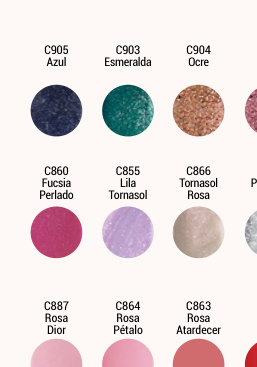 C905 C903 C904
Azul Esmeralda Ocre
C860 C855 C866
Fucsia Lila Tornasol
Perlado Tornasol Rosa
P
C887 C864 C863
Rosa Rosa Rosa
Dior Pétalo Atardecer